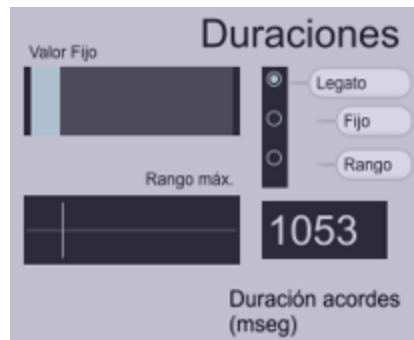 Duraciones
Valor Fijo
Legato
Fijo
Rango
Rango máx.
1053
Duración acordes
(mseg)